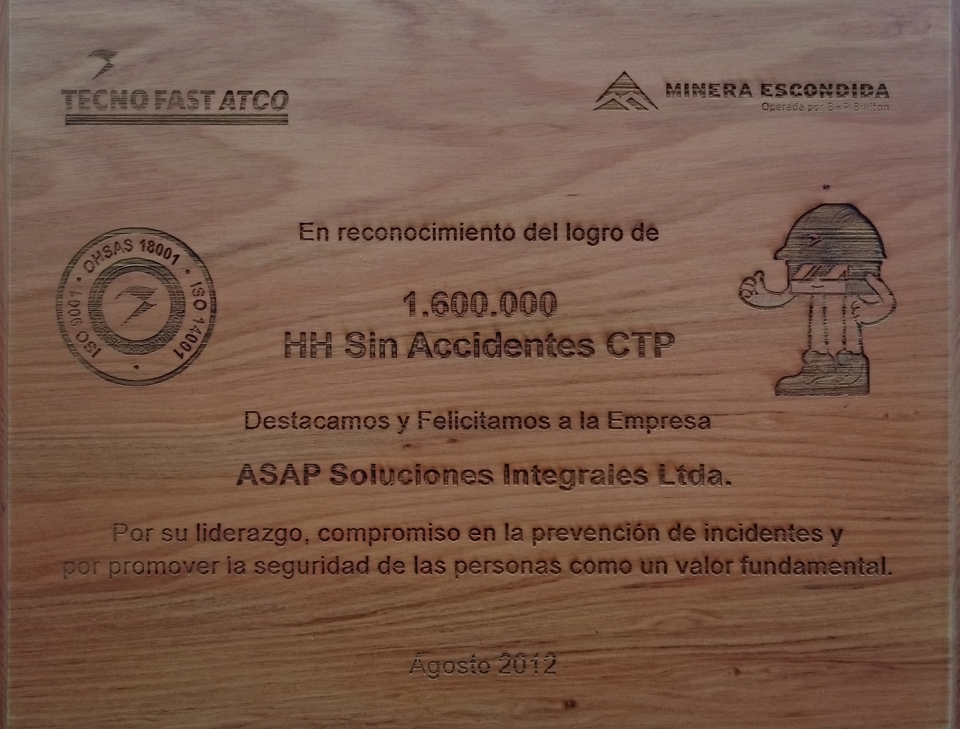 TECNO FAST ATCO
MINERA ESCONDIDA
Operada por BHP Billiton
ISO 9001 • OHSAS 18001 • ISO 14001 •
En reconocimiento del logro de
1.600.000
HH Sin Accidentes CTP
Destacamos y Felicitamos a la Empresa
ASAP Soluciones Integrales Ltda.
Por su liderazgo, compromiso en la prevención de incidentes y
por promover la seguridad de las personas como un valor fundamental.
Agosto 2012